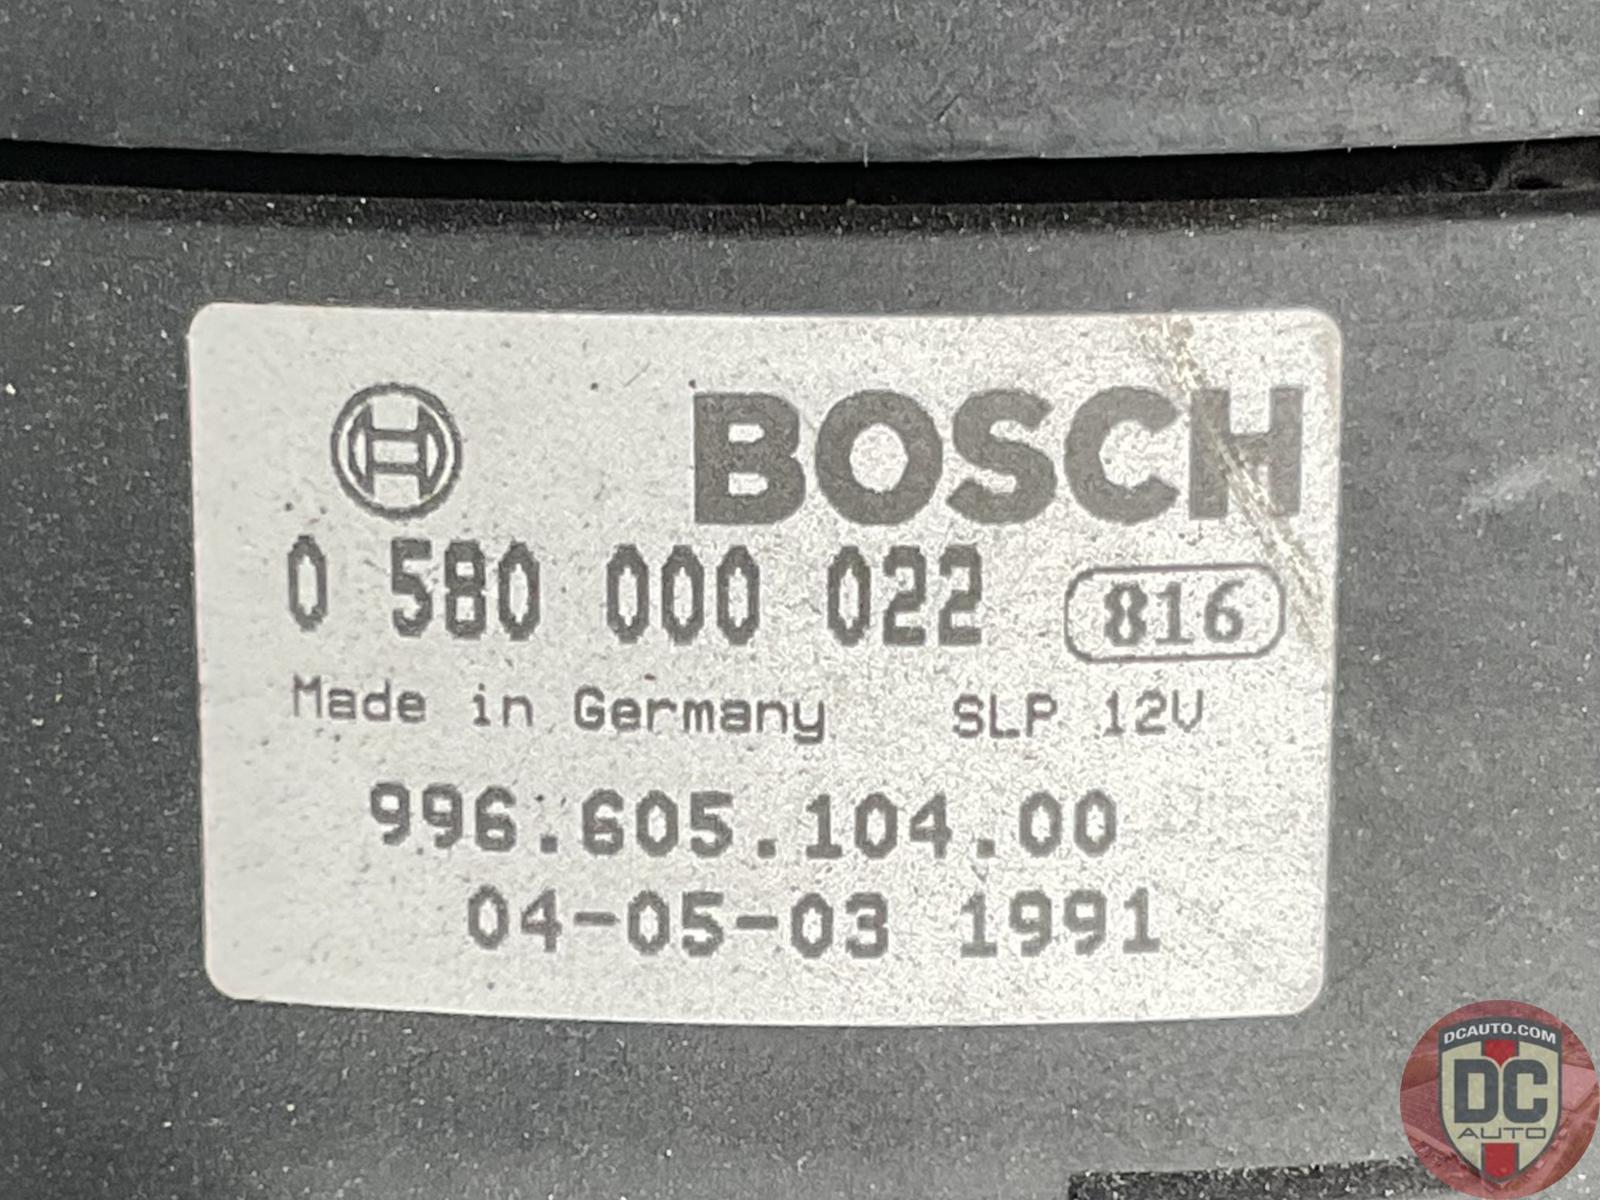 BOSCH
0 580 000 022 816
Made in Germany SLP 12V
996.605.104.00
04-05-03 1991
DCAUTO.COM
DC
AUTO